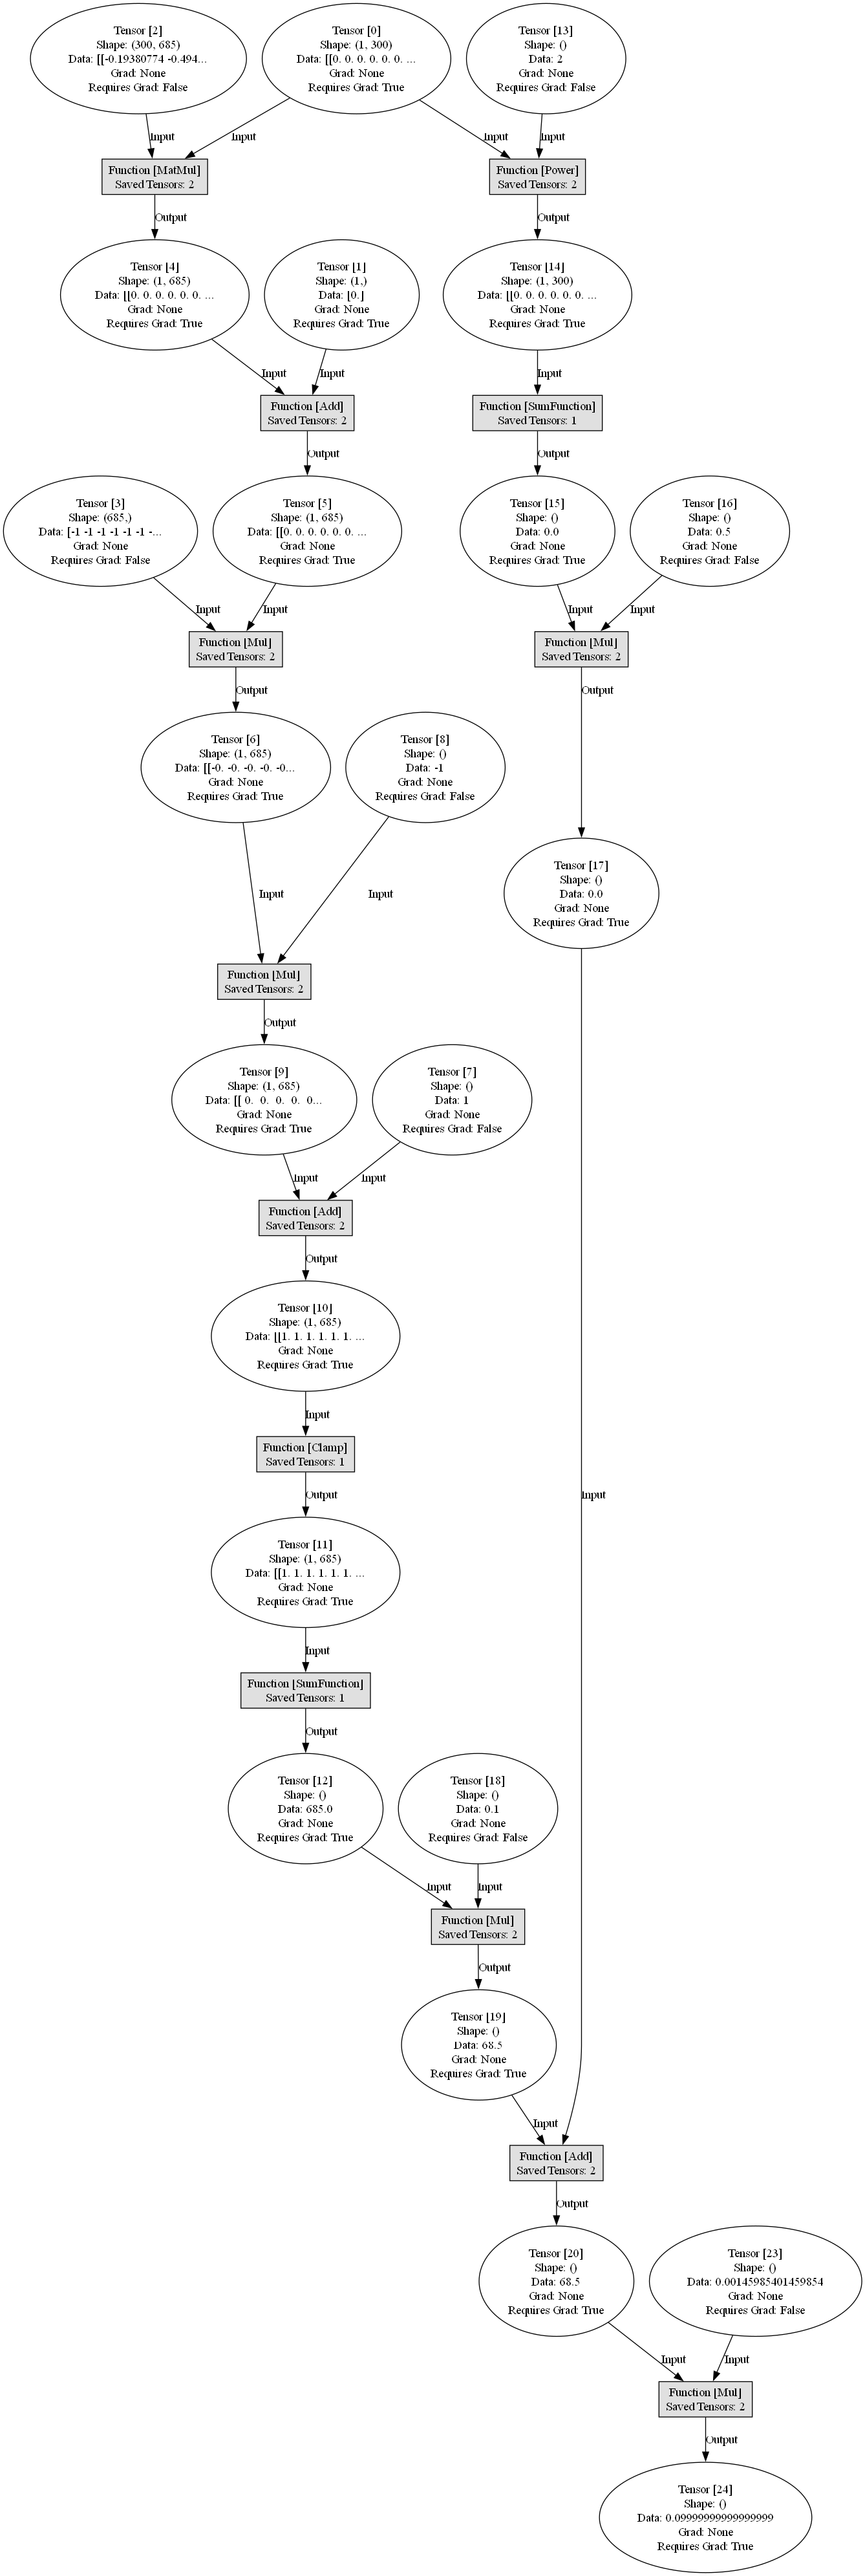 Tensor [2]
Shape: (300, 685)
Data: [[-0.19380774 -0.494...
Grad: None
Requires Grad: False
Tensor [0]
Shape: (1, 300)
Data: [[0. 0. 0. 0. 0. 0. ...
Grad: None
Requires Grad: True
Tensor [13]
Shape: ()
Data: 2
Grad: None
Requires Grad: False
Input
Input
Input
Input
Function [MatMul]
Saved Tensors: 2
Function [Power]
Saved Tensors: 2
Output
Output
Tensor [4]
Shape: (1, 685)
Data: [[0. 0. 0. 0. 0. 0. ...
Grad: None
Requires Grad: True
Tensor [1]
Shape: (1,)
Data: [0.]
Grad: None
Requires Grad: True
Tensor [14]
Shape: (1, 300)
Data: [[0. 0. 0. 0. 0. 0. ...
Grad: None
Requires Grad: True
Input
Input
Input
Function [Add]
Saved Tensors: 2
Function [SumFunction]
Saved Tensors: 1
Output
Output
Tensor [3]
Shape: (685,)
Data: [-1 -1 -1 -1 -1 -1 -...
Grad: None
Requires Grad: False
Tensor [5]
Shape: (1, 685)
Data: [[0. 0. 0. 0. 0. 0. ...
Grad: None
Requires Grad: True
Tensor [15]
Shape: ()
Data: 0.0
Grad: None
Requires Grad: True
Tensor [16]
Shape: ()
Data: 0.5
Grad: None
Requires Grad: False
Input
Input
Input
Input
Function [Mul]
Saved Tensors: 2
Function [Mul]
Saved Tensors: 2
Output
Output
Tensor [6]
Shape: (1, 685)
Data: [[-0. -0. -0. -0. -0...
Grad: None
Requires Grad: True
Tensor [8]
Shape: ()
Data: -1
Grad: None
Requires Grad: False
Tensor [17]
Shape: ()
Data: 0.0
Grad: None
Requires Grad: True
Input
Input
Function [Mul]
Saved Tensors: 2
Output
Tensor [9]
Shape: (1, 685)
Data: [[ 0.  0.  0.  0.  0...
Grad: None
Requires Grad: True
Tensor [7]
Shape: ()
Data: 1
Grad: None
Requires Grad: False
Input
Input
Function [Add]
Saved Tensors: 2
Output
Tensor [10]
Shape: (1, 685)
Data: [[1. 1. 1. 1. 1. 1. ...
Grad: None
Requires Grad: True
Input
Function [Clamp]
Saved Tensors: 1
Output
Input
Tensor [11]
Shape: (1, 685)
Data: [[1. 1. 1. 1. 1. 1. ...
Grad: None
Requires Grad: True
Input
Function [SumFunction]
Saved Tensors: 1
Output
Tensor [12]
Shape: ()
Data: 685.0
Grad: None
Requires Grad: True
Tensor [18]
Shape: ()
Data: 0.1
Grad: None
Requires Grad: False
Input
Input
Function [Mul]
Saved Tensors: 2
Output
Tensor [19]
Shape: ()
Data: 68.5
Grad: None
Requires Grad: True
Input
Function [Add]
Saved Tensors: 2
Output
Tensor [20]
Shape: ()
Data: 68.5
Grad: None
Requires Grad: True
Tensor [23]
Shape: ()
Data: 0.00145985401459854
Grad: None
Requires Grad: False
Input
Input
Function [Mul]
Saved Tensors: 2
Output
Tensor [24]
Shape: ()
Data: 0.09999999999999999
Grad: None
Requires Grad: True